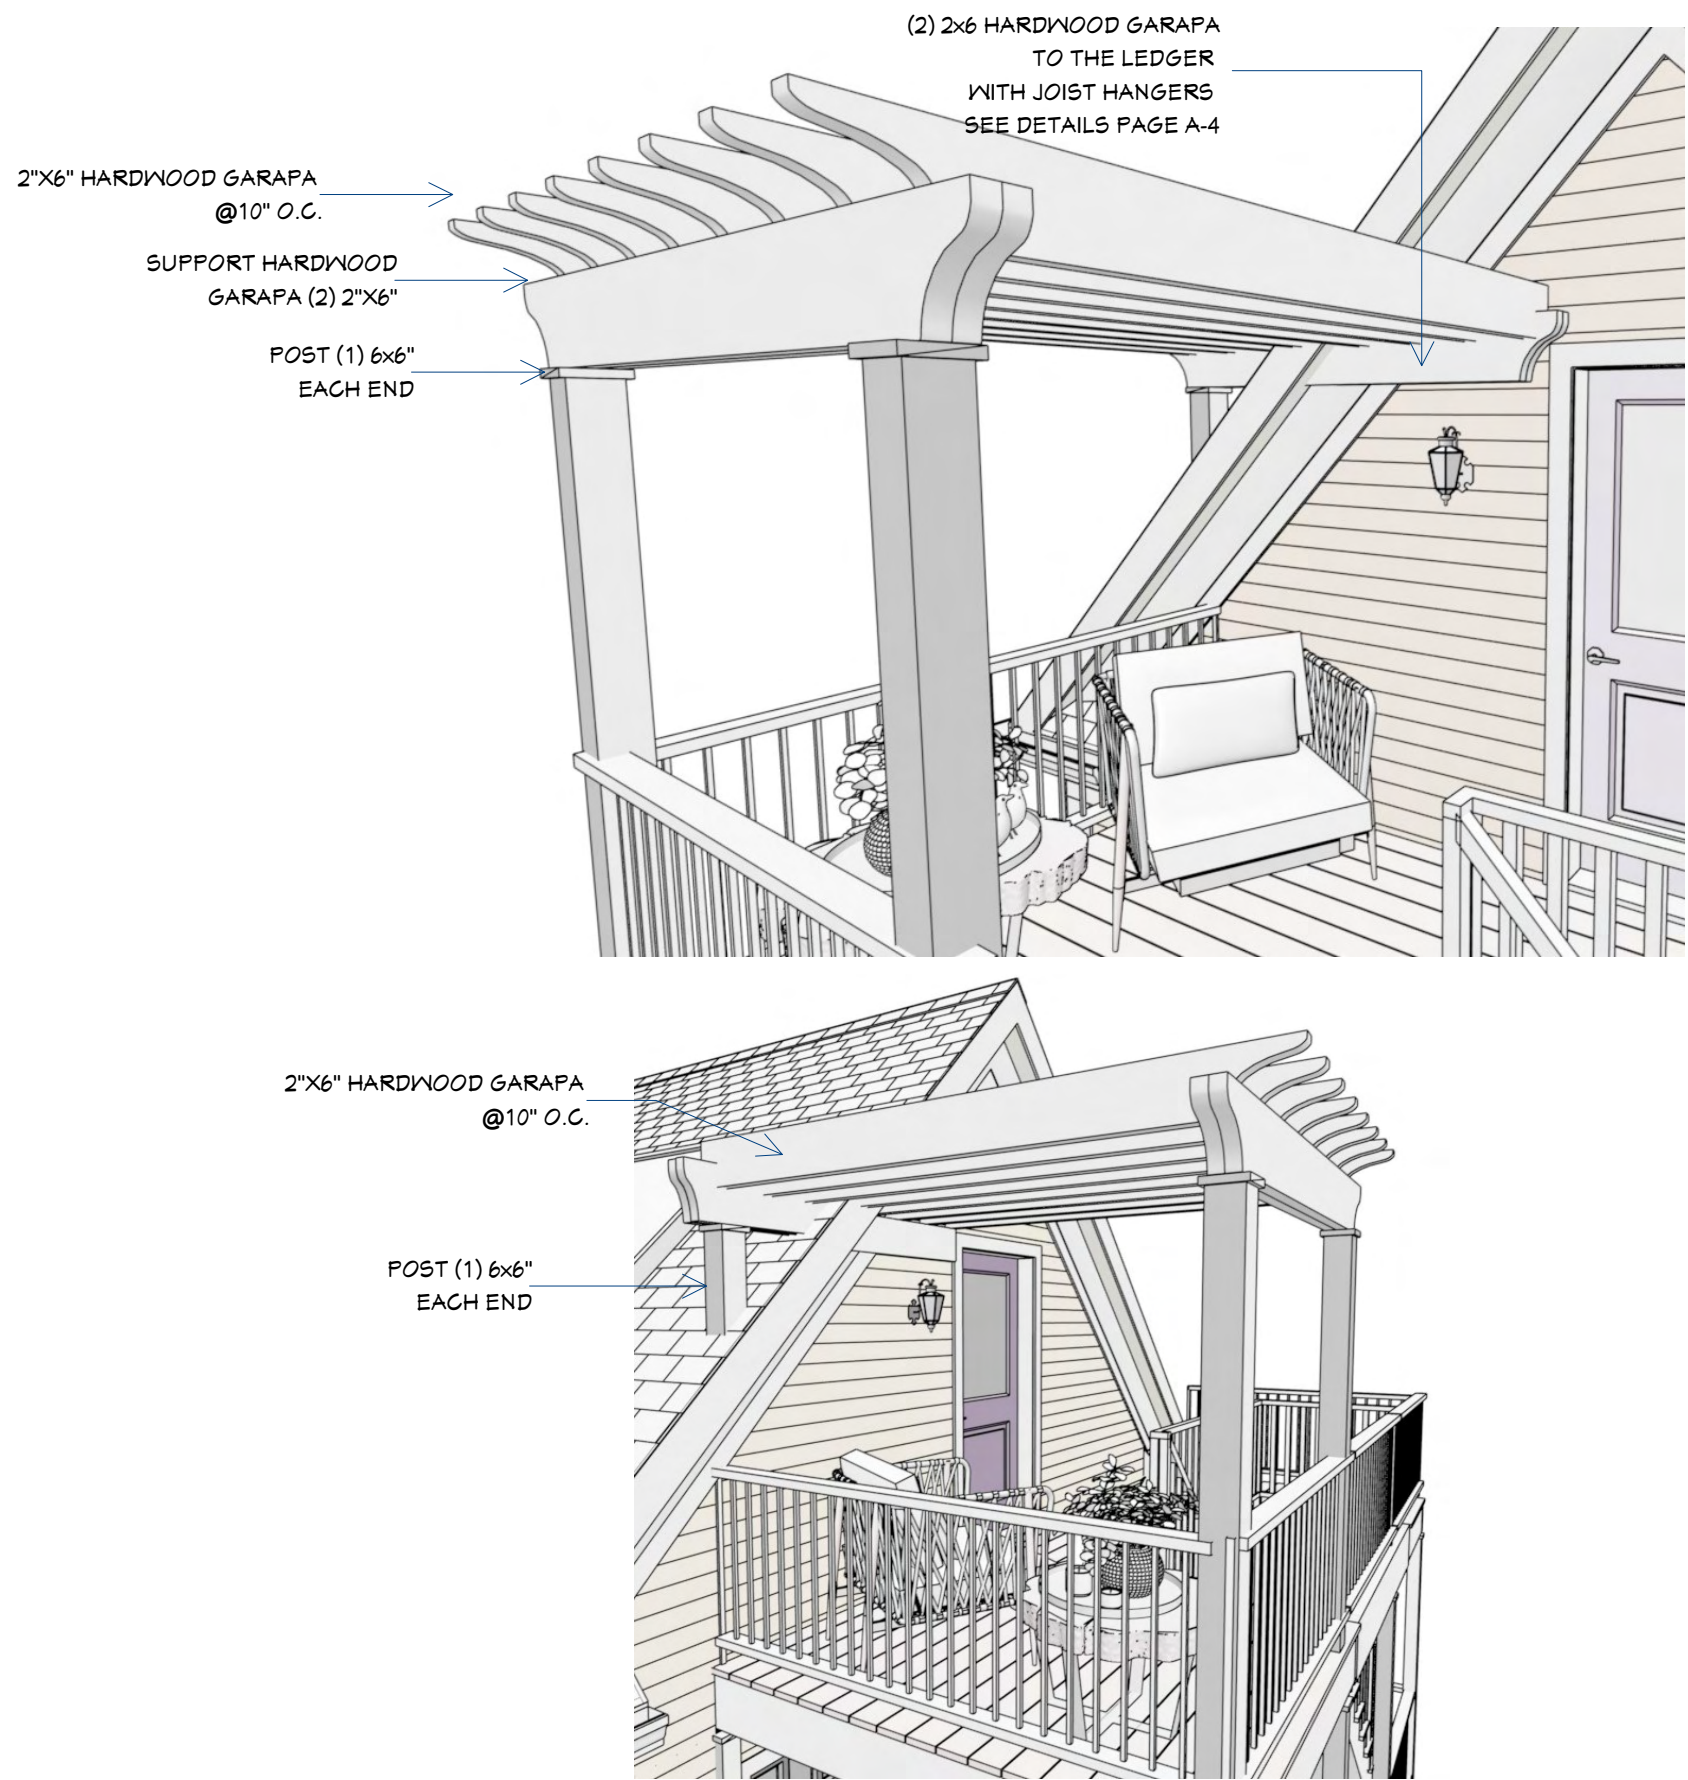 (2) 2x6 HARDWOOD GARAPA
TO THE LEDGER
WITH JOIST HANGERS
SEE DETAILS PAGE A-4
2"X6" HARDWOOD GARAPA
@10" O.C.
SUPPORT HARDWOOD
GARAPA (2) 2"X6"
POST (1) 6x6"
EACH END
2"X6" HARDWOOD GARAPA
@10" O.C.
POST (1) 6x6"
EACH END